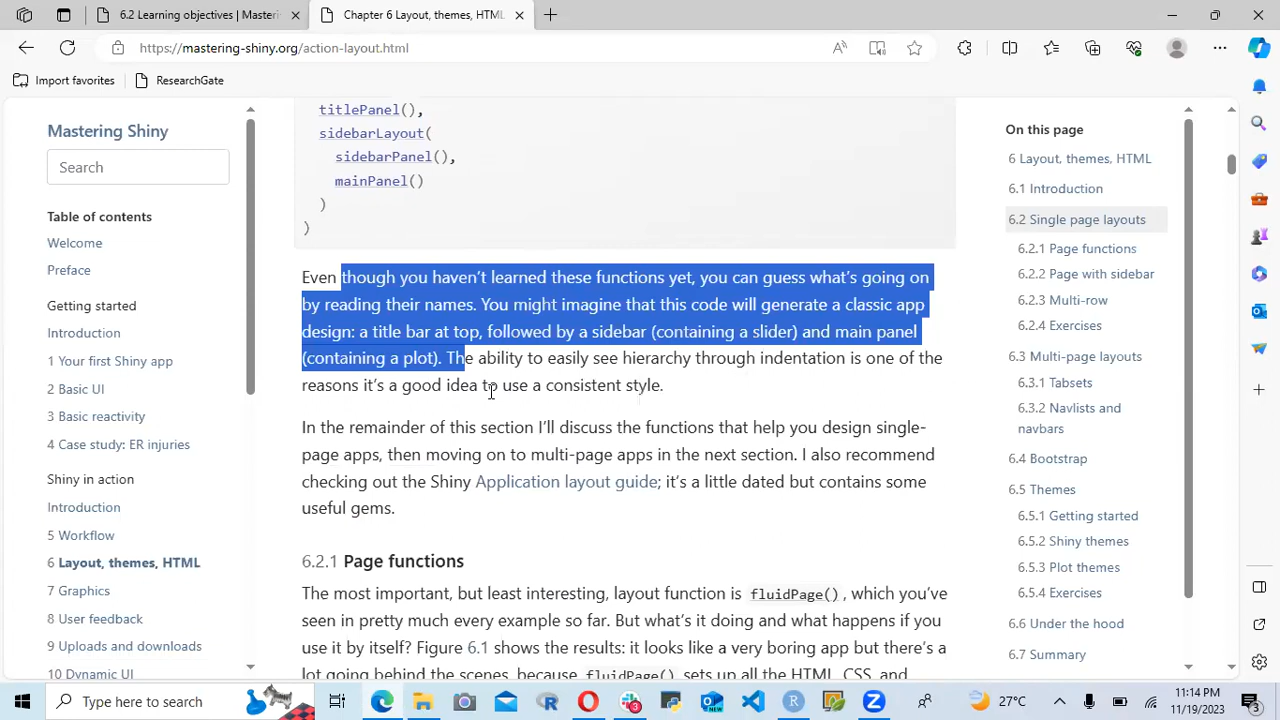 6.2 Learning objectives | Masterin
Chapter 6 Layout, themes, HTML
https://mastering-shiny.org/action-layout.html
Import favorites
ResearchGate
Mastering Shiny
Search
Table of contents
Welcome
Preface
Getting started
Introduction
1 Your first Shiny app
2 Basic UI
3 Basic reactivity
4 Case study: ER injuries
Shiny in action
Introduction
5 Workflow
6 Layout, themes, HTML
7 Graphics
8 User feedback
9 Uploads and downloads
10 Dynamic UI
titlePanel(),
sidebarLayout(
sidebarPanel(),
mainPanel()
)
)
Even though you haven’t learned these functions yet, you can guess what’s going on
by reading their names. You might imagine that this code will generate a classic app
design: a title bar at top, followed by a sidebar (containing a slider) and main panel
(containing a plot). The ability to easily see hierarchy through indentation is one of the
reasons it’s a good idea to use a consistent style.
In the remainder of this section I’ll discuss the functions that help you design single-
page apps, then moving on to multi-page apps in the next section. I also recommend
checking out the Shiny Application layout guide; it’s a little dated but contains some
useful gems.
6.2.1 Page functions
The most important, but least interesting, layout function is fluidPage(), which you’ve
seen in pretty much every example so far. But what’s it doing and what happens if you
use it by itself? Figure 6.1 shows the results: it looks like a very boring app but there’s a
lot going behind the scenes, because fluidPage() sets up all the HTML, CSS, and
On this page
6 Layout, themes, HTML
6.1 Introduction
6.2 Single page layouts
6.2.1 Page functions
6.2.2 Page with sidebar
6.2.3 Multi-row
6.2.4 Exercises
6.3 Multi-page layouts
6.3.1 Tabsets
6.3.2 Navlists and
navbars
6.4 Bootstrap
6.5 Themes
6.5.1 Getting started
6.5.2 Shiny themes
6.5.3 Plot themes
6.5.4 Exercises
6.6 Under the hood
6.7 Summary
Type here to search
27°C
11:14 PM
11/19/2023